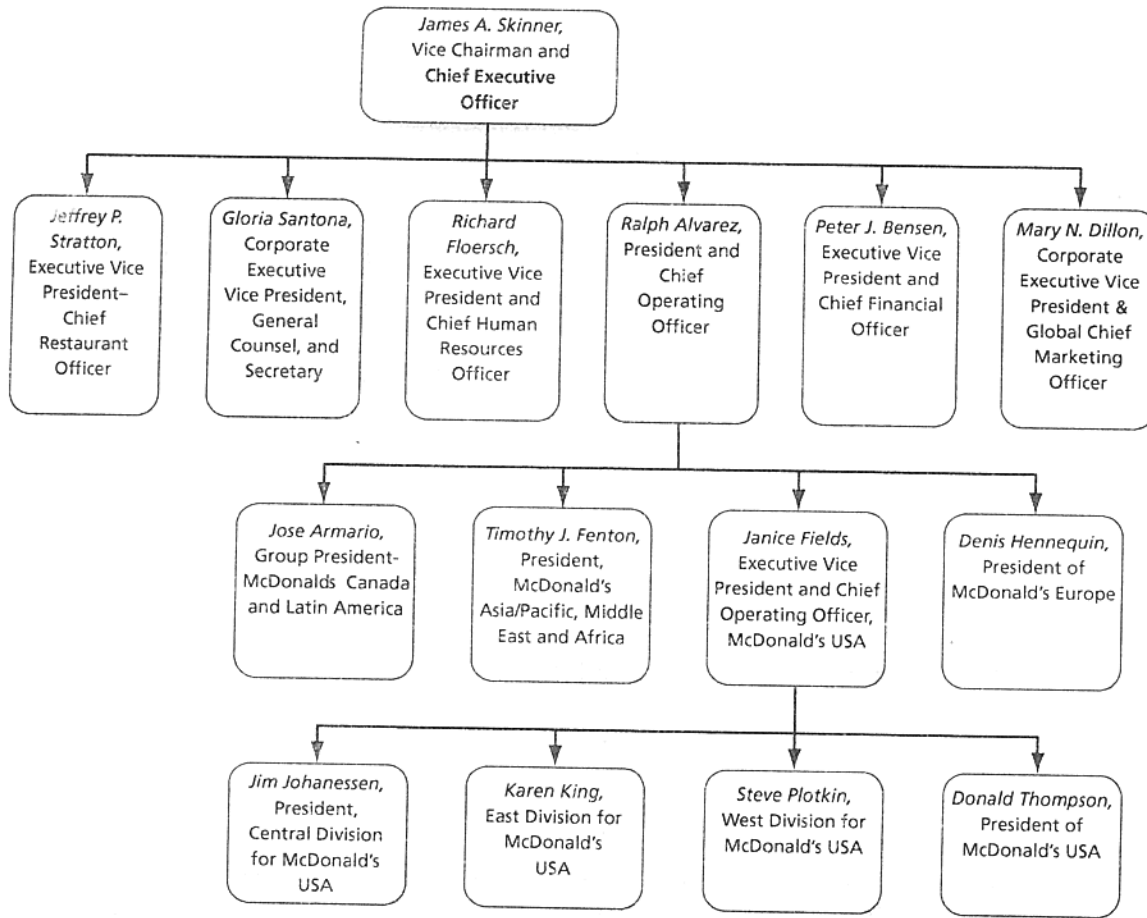 James A. Skinner,
Vice Chairman and
Chief Executive
Officer
Jeffrey P.
Stratton,
Executive Vice
President–
Chief
Restaurant
Officer
Gloria Santona,
Corporate
Executive
Vice President,
General
Counsel, and
Secretary
Richard
Floersch,
Executive Vice
President and
Chief Human
Resources
Officer
Ralph Alvarez,
President and
Chief
Operating
Officer
Peter J. Bensen,
Executive Vice
President and
Chief Financial
Officer
Mary N. Dillon,
Corporate
Executive Vice
President &
Global Chief
Marketing
Officer
Jose Armario,
Group President-
McDonalds Canada
and Latin America
Timothy J. Fenton,
President,
McDonald's
Asia/Pacific, Middle
East and Africa
Janice Fields,
Executive Vice
President and Chief
Operating Officer,
McDonald's USA
Denis Hennequin,
President of
McDonald's Europe
Jim Johanessen,
President,
Central Division
for McDonald's
USA
Karen King,
East Division for
McDonald's
USA
Steve Plotkin,
West Division for
McDonald's USA
Donald Thompson,
President of
McDonald's USA